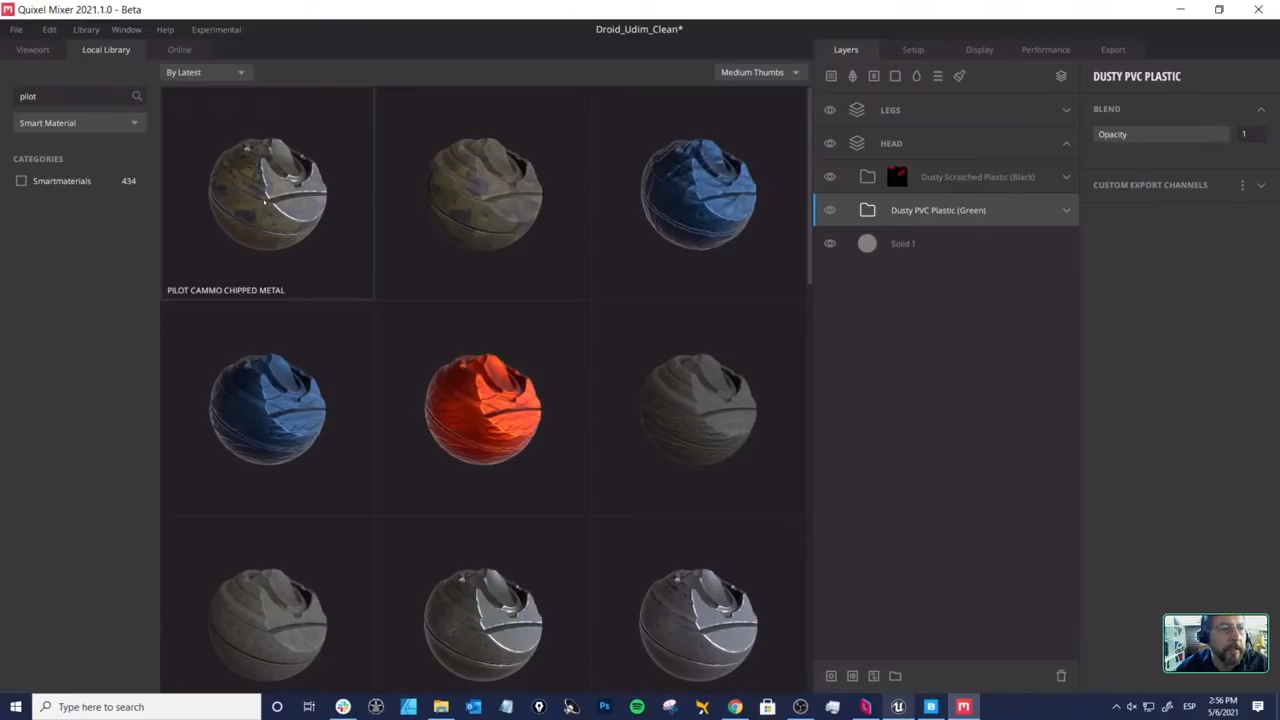 Quixel Mixer 2021.1.0 - Beta
File Edit Library Window Help Experimental
Droid_Udim_Clean*
Viewport Local Library Online
Layers Setup Display Performance Export
By Latest
Medium Thumbs
pilot
Smart Material
CATEGORIES
Smartmaterials 434
PILOT CAMMO CHIPPED METAL
LEGS
HEAD
Dusty Scratched Plastic (Black)
Dusty PVC Plastic (Green)
Solid 1
DUSTY PVC PLASTIC
BLEND
Opacity 1
CUSTOM EXPORT CHANNELS
Type here to search
Ps
ESP
2:56 PM
5/6/2021